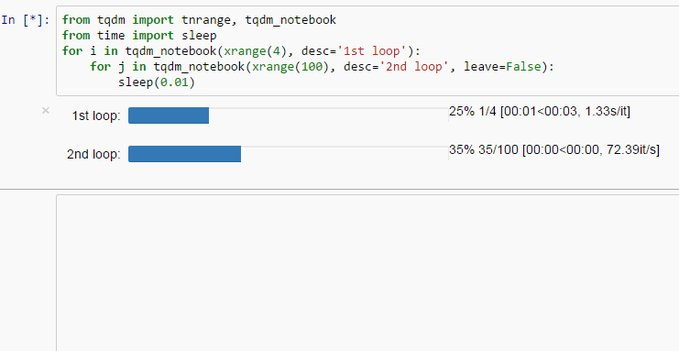 In [*]: from tqdm import tnrange, tqdm_notebook
from time import sleep
for i in tqdm_notebook(xrange(4), desc='1st loop'):
    for j in tqdm_notebook(xrange(100), desc='2nd loop', leave=False):
        sleep(0.01)
×
1st loop: 25% 1/4 [00:01<00:03, 1.33s/it]
2nd loop: 35% 35/100 [00:00<00:00, 72.39it/s]